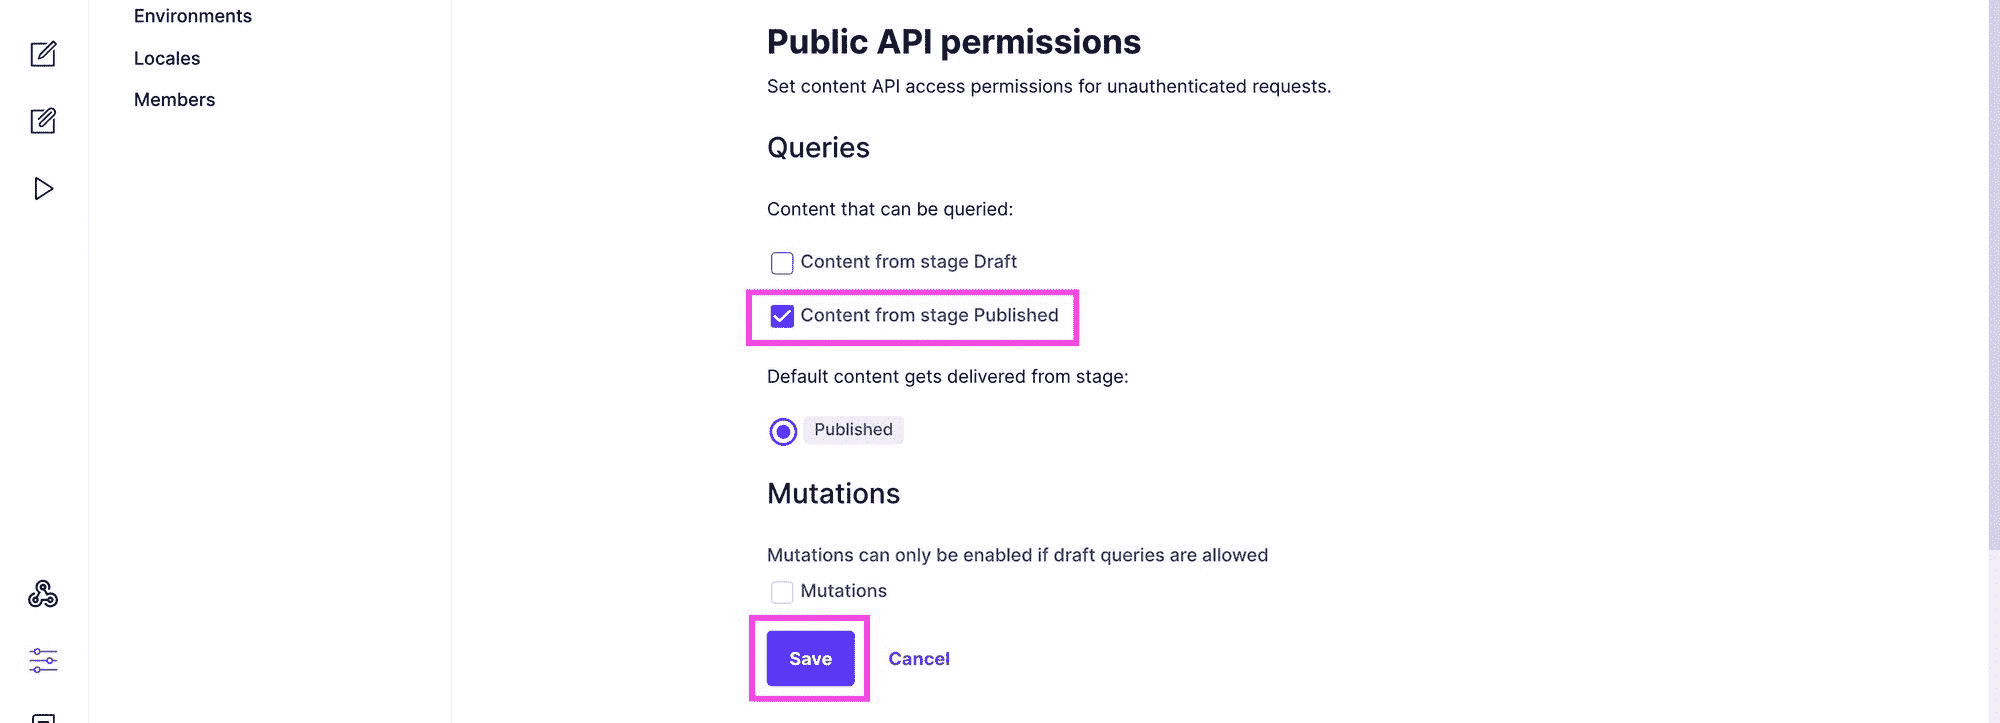 Environments
Locales
Members
Public API permissions
Set content API access permissions for unauthenticated requests.
Queries
Content that can be queried:
Content from stage Draft
Content from stage Published
Default content gets delivered from stage:
Published
Mutations
Mutations can only be enabled if draft queries are allowed
Mutations
Save Cancel